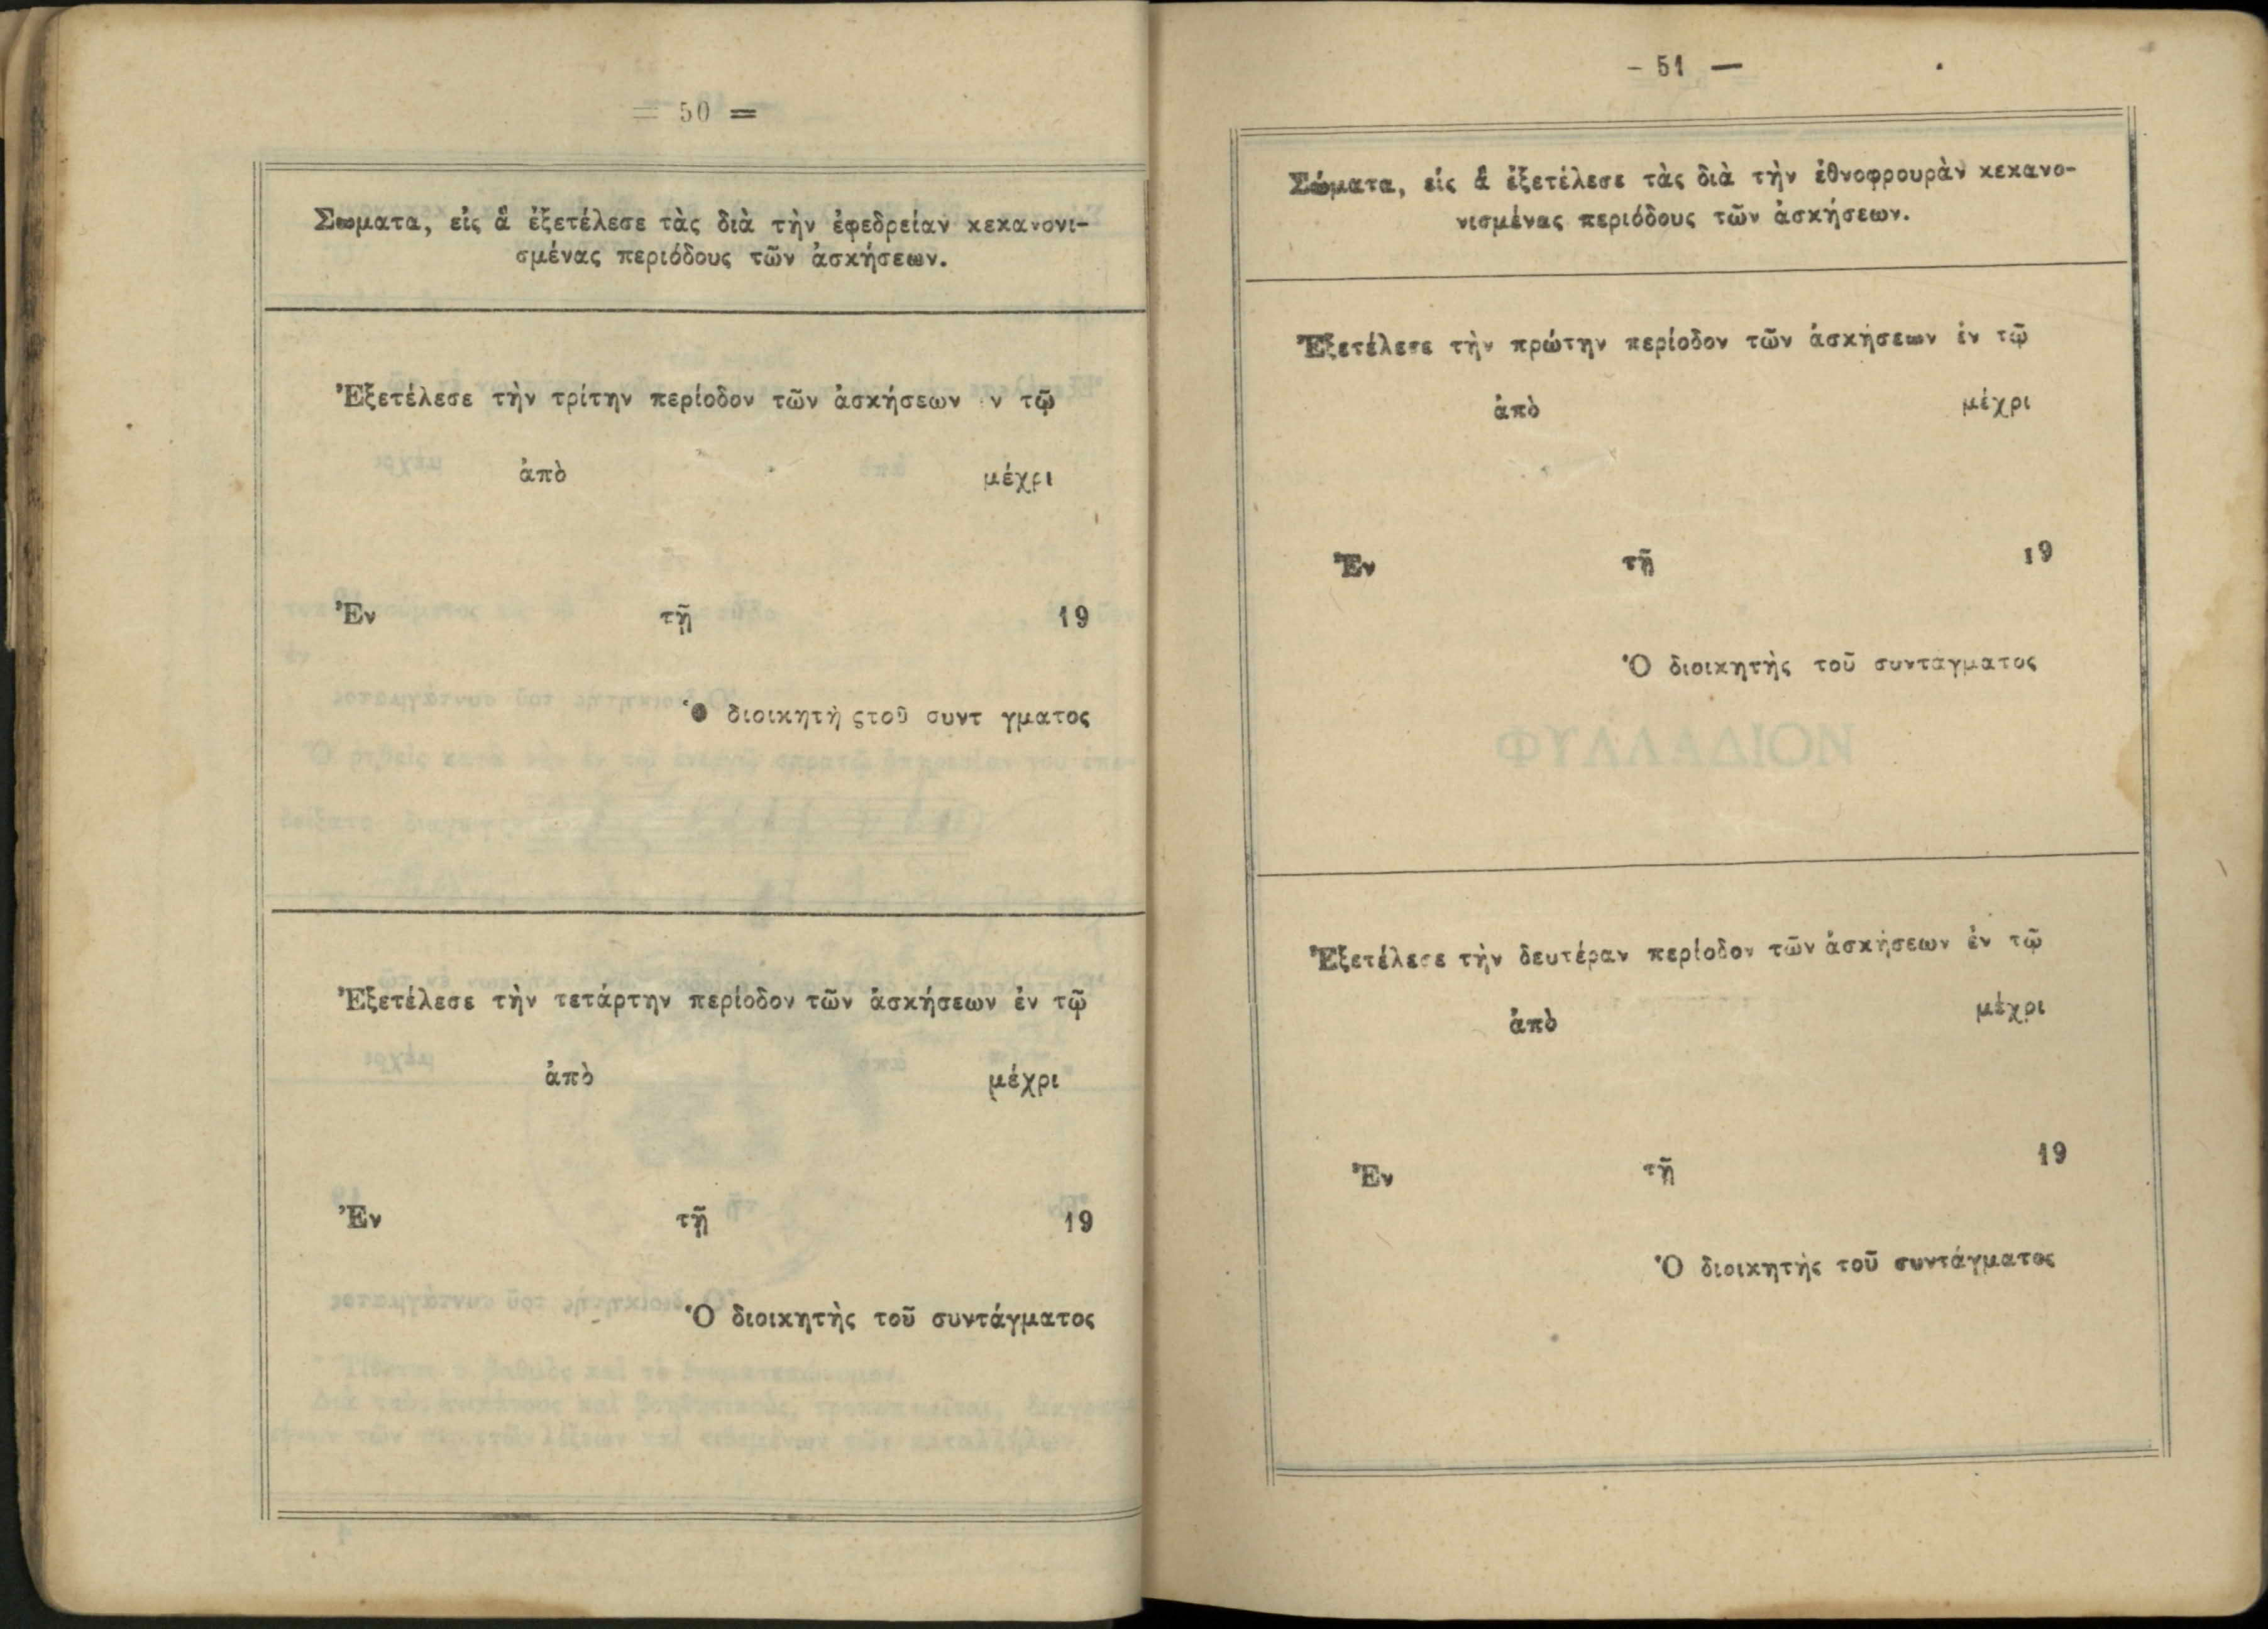 = 50 =
Σωματα, εἰς ἃ ἐξετέλεσε τὰς διὰ τὴν ἐφεδρείαν κεκανονι-
σμένας περιόδους τῶν ἀσκήσεων.
Ἐξετέλεσε τὴν τρίτην περίοδον τῶν ἀσκήσεων ν τῷ
ἀπὸ μέχρι
Ἐν τῇ 19
Ὁ διοικητὴ ςτοῦ συντ γματος
Ἐξετέλεσε τὴν τετάρτην περίοδον τῶν ἀσκήσεων ἐν τῷ
ἀπὸ μέχρι
Ἐν τῇ 19
Ὁ διοικητὴς τοῦ συντάγματος
- 51 —
Σώματα, εἰς ἃ ἐξετέλεσε τὰς διὰ τὴν ἐθνοφρουρὰν κεκανο-
νισμένας περιόδους τῶν ἀσκήσεων.
Ἐξετέλεσε τὴν πρώτην περίοδον τῶν ἀσκήσεων ἐν τῷ
ἀπὸ μέχρι
Ἐν τῇ 19
Ὁ διοικητὴς τοῦ συντάγματος
ΦΥΛΛΑΔΙΟΝ
Ἐξετέλεσε τὴν δευτέραν περίοδον τῶν ἀσκήσεων ἐν τῷ
ἀπὸ μέχρι
Ἐν τῇ 19
Ὁ διοικητὴς τοῦ συντάγματος